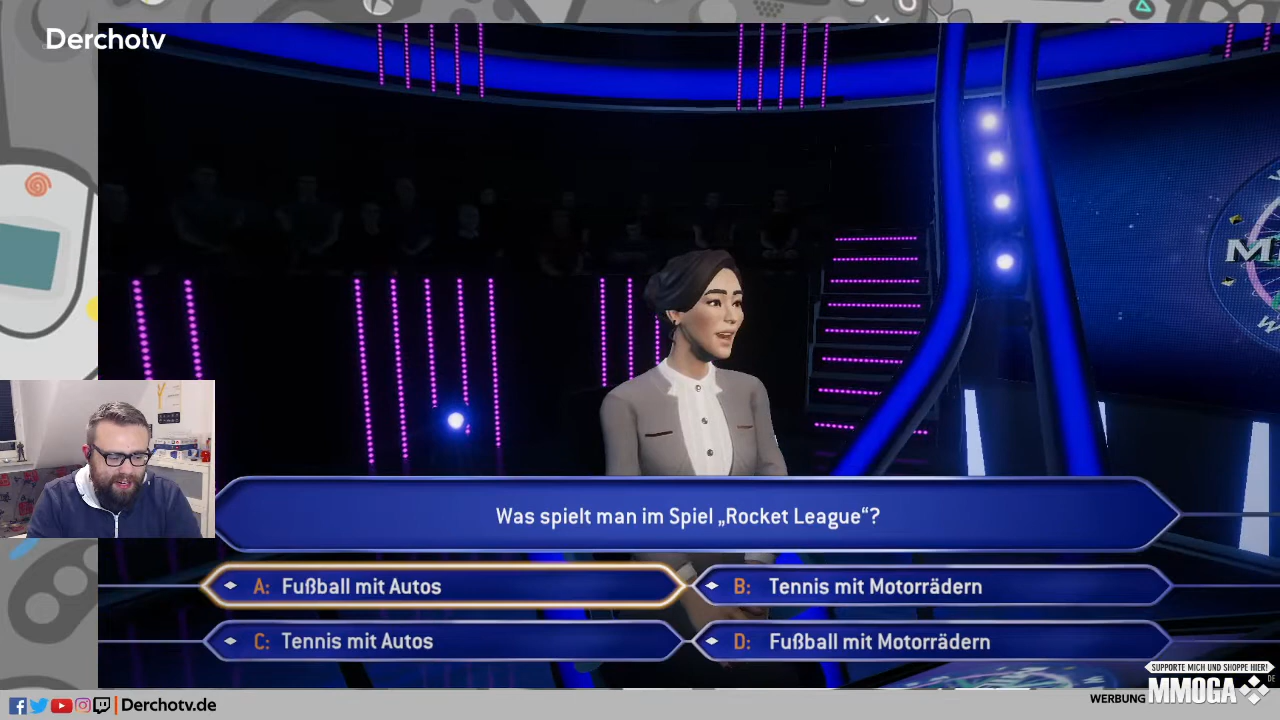 Derchotv
M
W
Was spielt man im Spiel „Rocket League“?
A: Fußball mit Autos
B: Tennis mit Motorrädern
C: Tennis mit Autos
D: Fußball mit Motorrädern
SUPPORTE MICH UND SHOPPE HIER!
WERBUNG MMOGA.DE
Derchotv.de